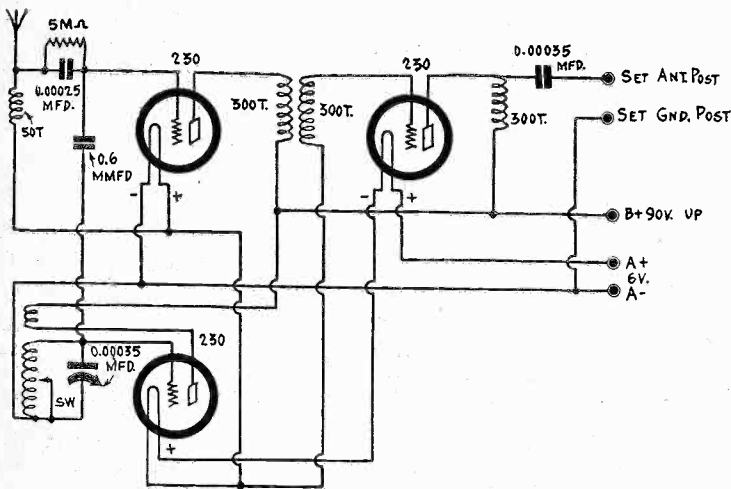 5MΩ
0.00025
MFD.
50T
0.6
MMFD
230
300T.
300T.
230
300T.
0.00035
MFD.
SET ANT. POST
SET GND. POST
- +
- +
B+90V. UP
A+
6V.
A-
230
0.00035
MFD.
SW
+